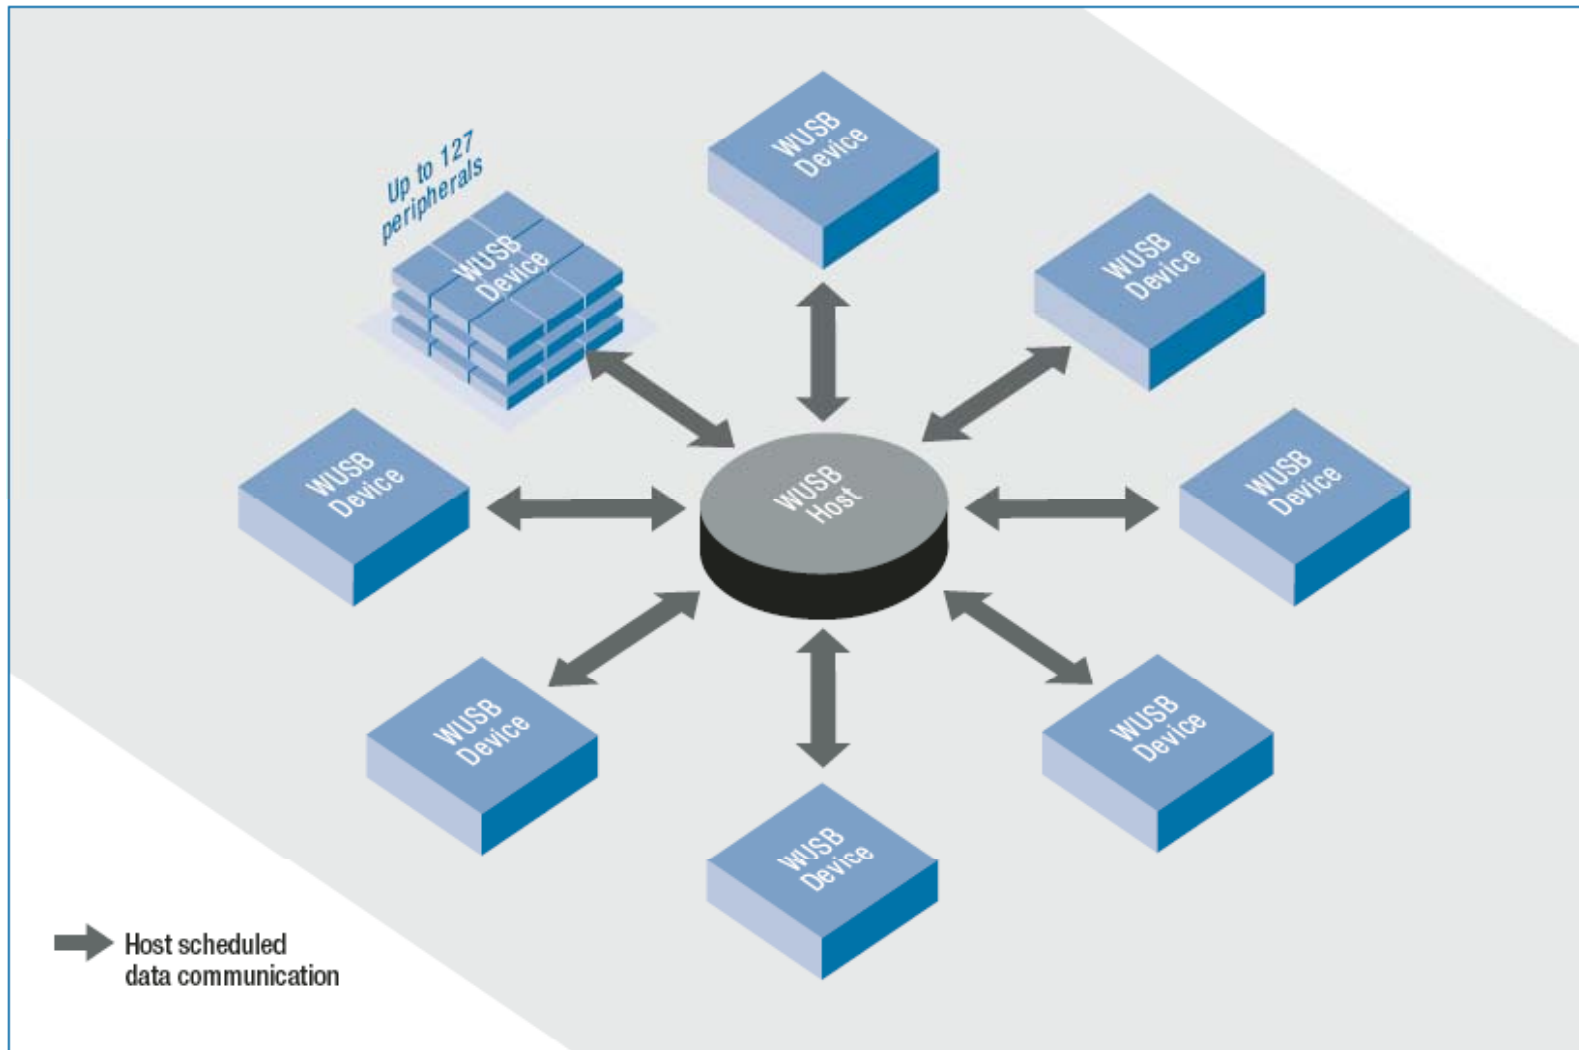 WUSB
Device
Up to 127
peripherals
WUSB
Device
WUSB
Device
WUSB
Device
WUSB
Device
WUSB
Host
WUSB
Device
WUSB
Device
WUSB
Device
WUSB
Device
Host scheduled
data communication